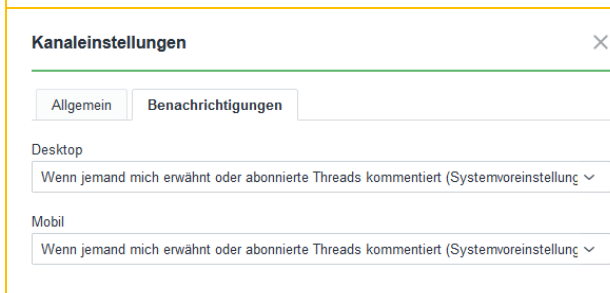 Kanaleinstellungen
Allgemein
Benachrichtigungen
Desktop
Wenn jemand mich erwähnt oder abonnierte Threads kommentiert (Systemvoreinstellung
Mobil
Wenn jemand mich erwähnt oder abonnierte Threads kommentiert (Systemvoreinstellung